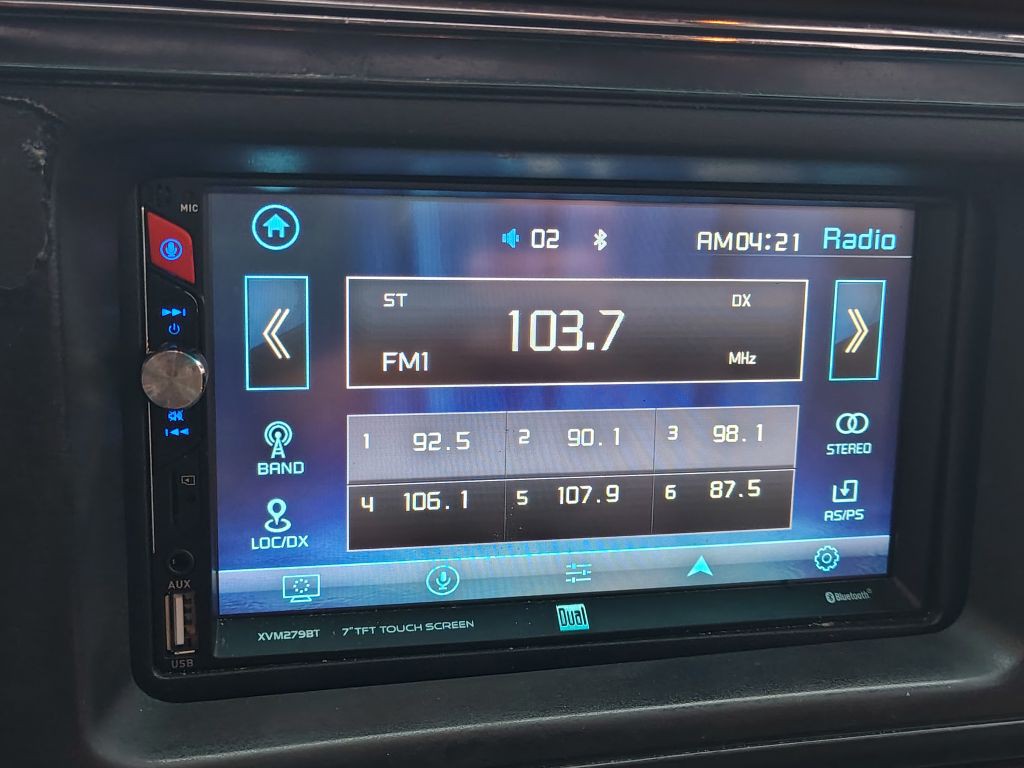 MIC
02
AM04:21 Radio
ST
DX
103.7
FM1
MHz
1 92.5 2 90.1 3 98.1
4 106.1 5 107.9 6 87.5
BAND
STEREO
LOC/DX
AS/PS
AUX
USB
XVM279BT 7"TFT TOUCH SCREEN
Dual
Bluetooth®